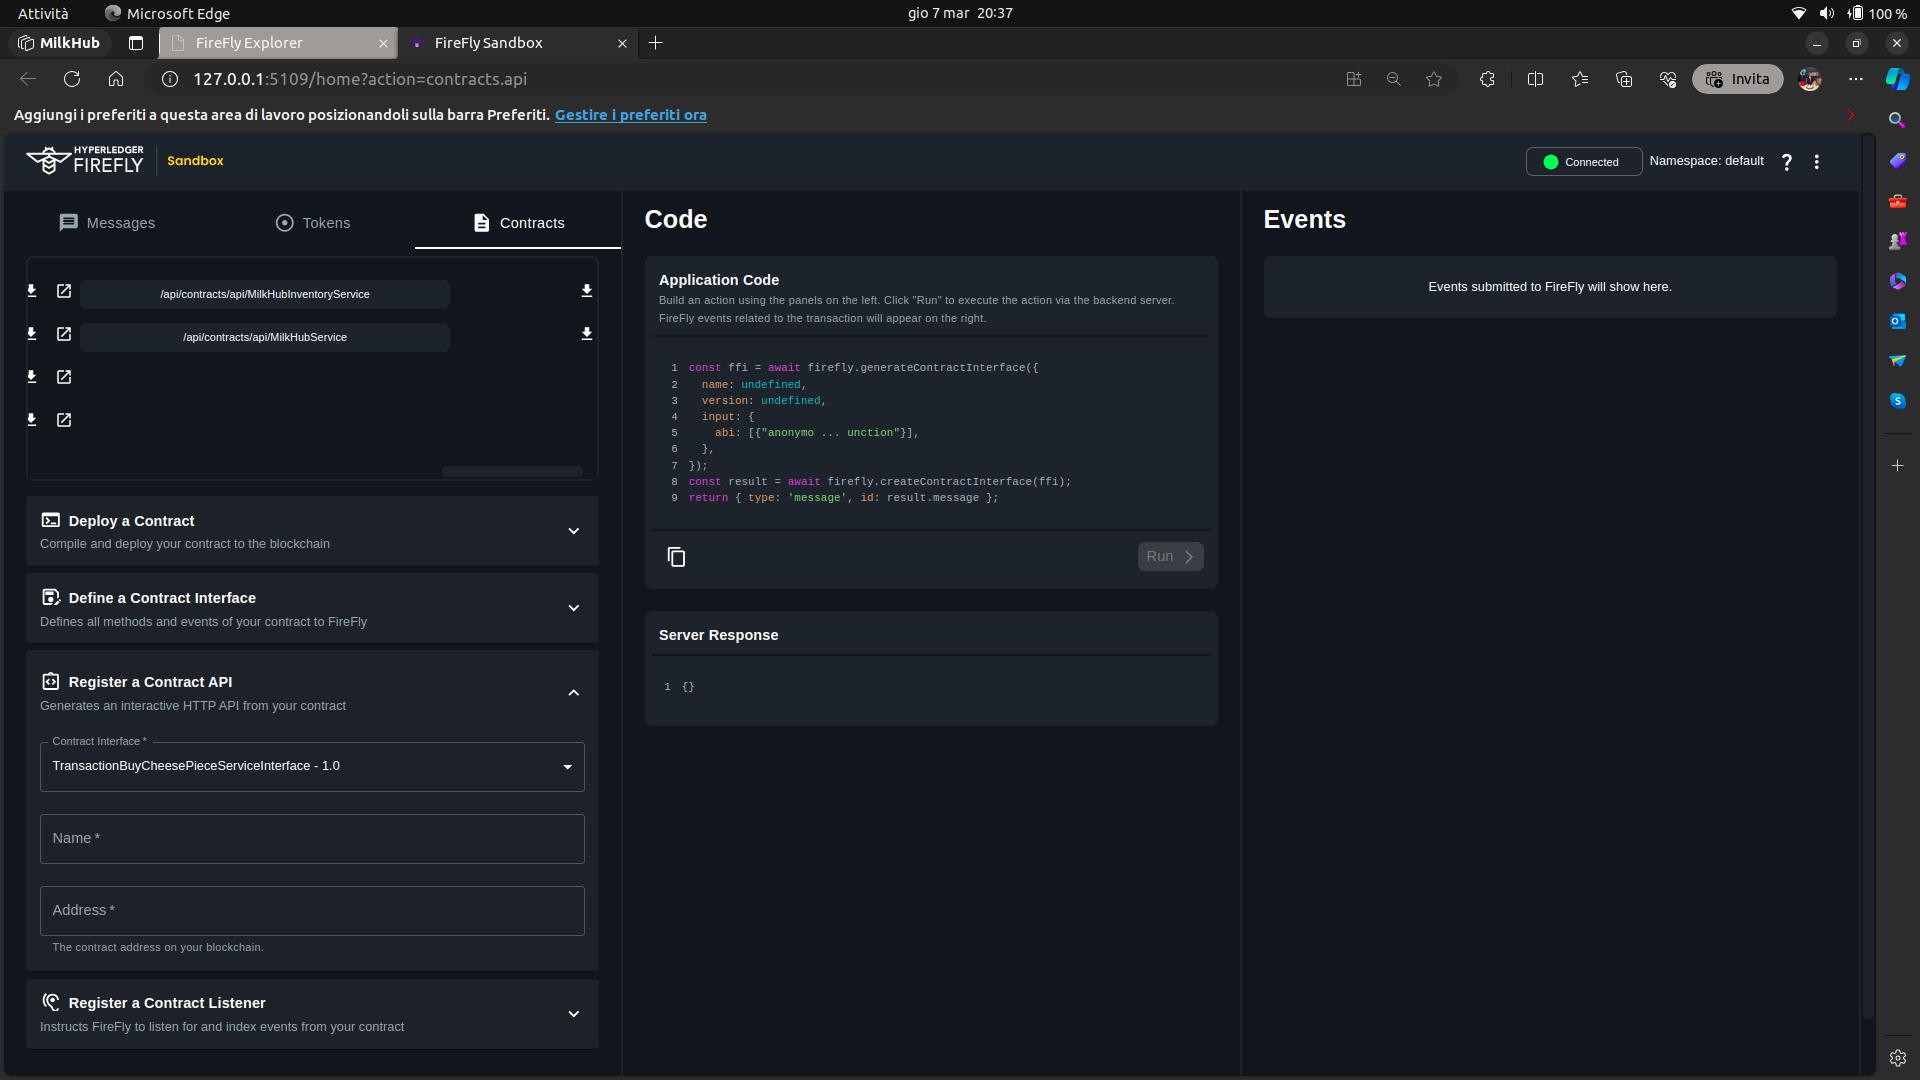 Attività
Microsoft Edge
gio 7 mar 20:37
100 %
MilkHub
FireFly Explorer
FireFly Sandbox
127.0.0.1:5109/home?action=contracts.api
Invita
Aggiungi i preferiti a questa area di lavoro posizionandoli sulla barra Preferiti. Gestire i preferiti ora
HYPERLEDGER
FIREFLY
Sandbox
Connected
Namespace: default
Messages
Tokens
Contracts
/api/contracts/api/MilkHubInventoryService
/api/contracts/api/MilkHubService
Deploy a Contract
Compile and deploy your contract to the blockchain
Define a Contract Interface
Defines all methods and events of your contract to FireFly
Register a Contract API
Generates an interactive HTTP API from your contract
Contract Interface *
TransactionBuyCheesePieceServiceInterface - 1.0
Name *
Address *
The contract address on your blockchain.
Register a Contract Listener
Instructs FireFly to listen for and index events from your contract
Code
Application Code
Build an action using the panels on the left. Click "Run" to execute the action via the backend server.
FireFly events related to the transaction will appear on the right.
1 const ffi = await firefly.generateContractInterface({
2 name: undefined,
3 version: undefined,
4 input: {
5 abi: [{"anonymo ... unction"}],
6 },
7 });
8 const result = await firefly.createContractInterface(ffi);
9 return { type: 'message', id: result.message };
Run
Server Response
1 {}
Events
Events submitted to FireFly will show here.